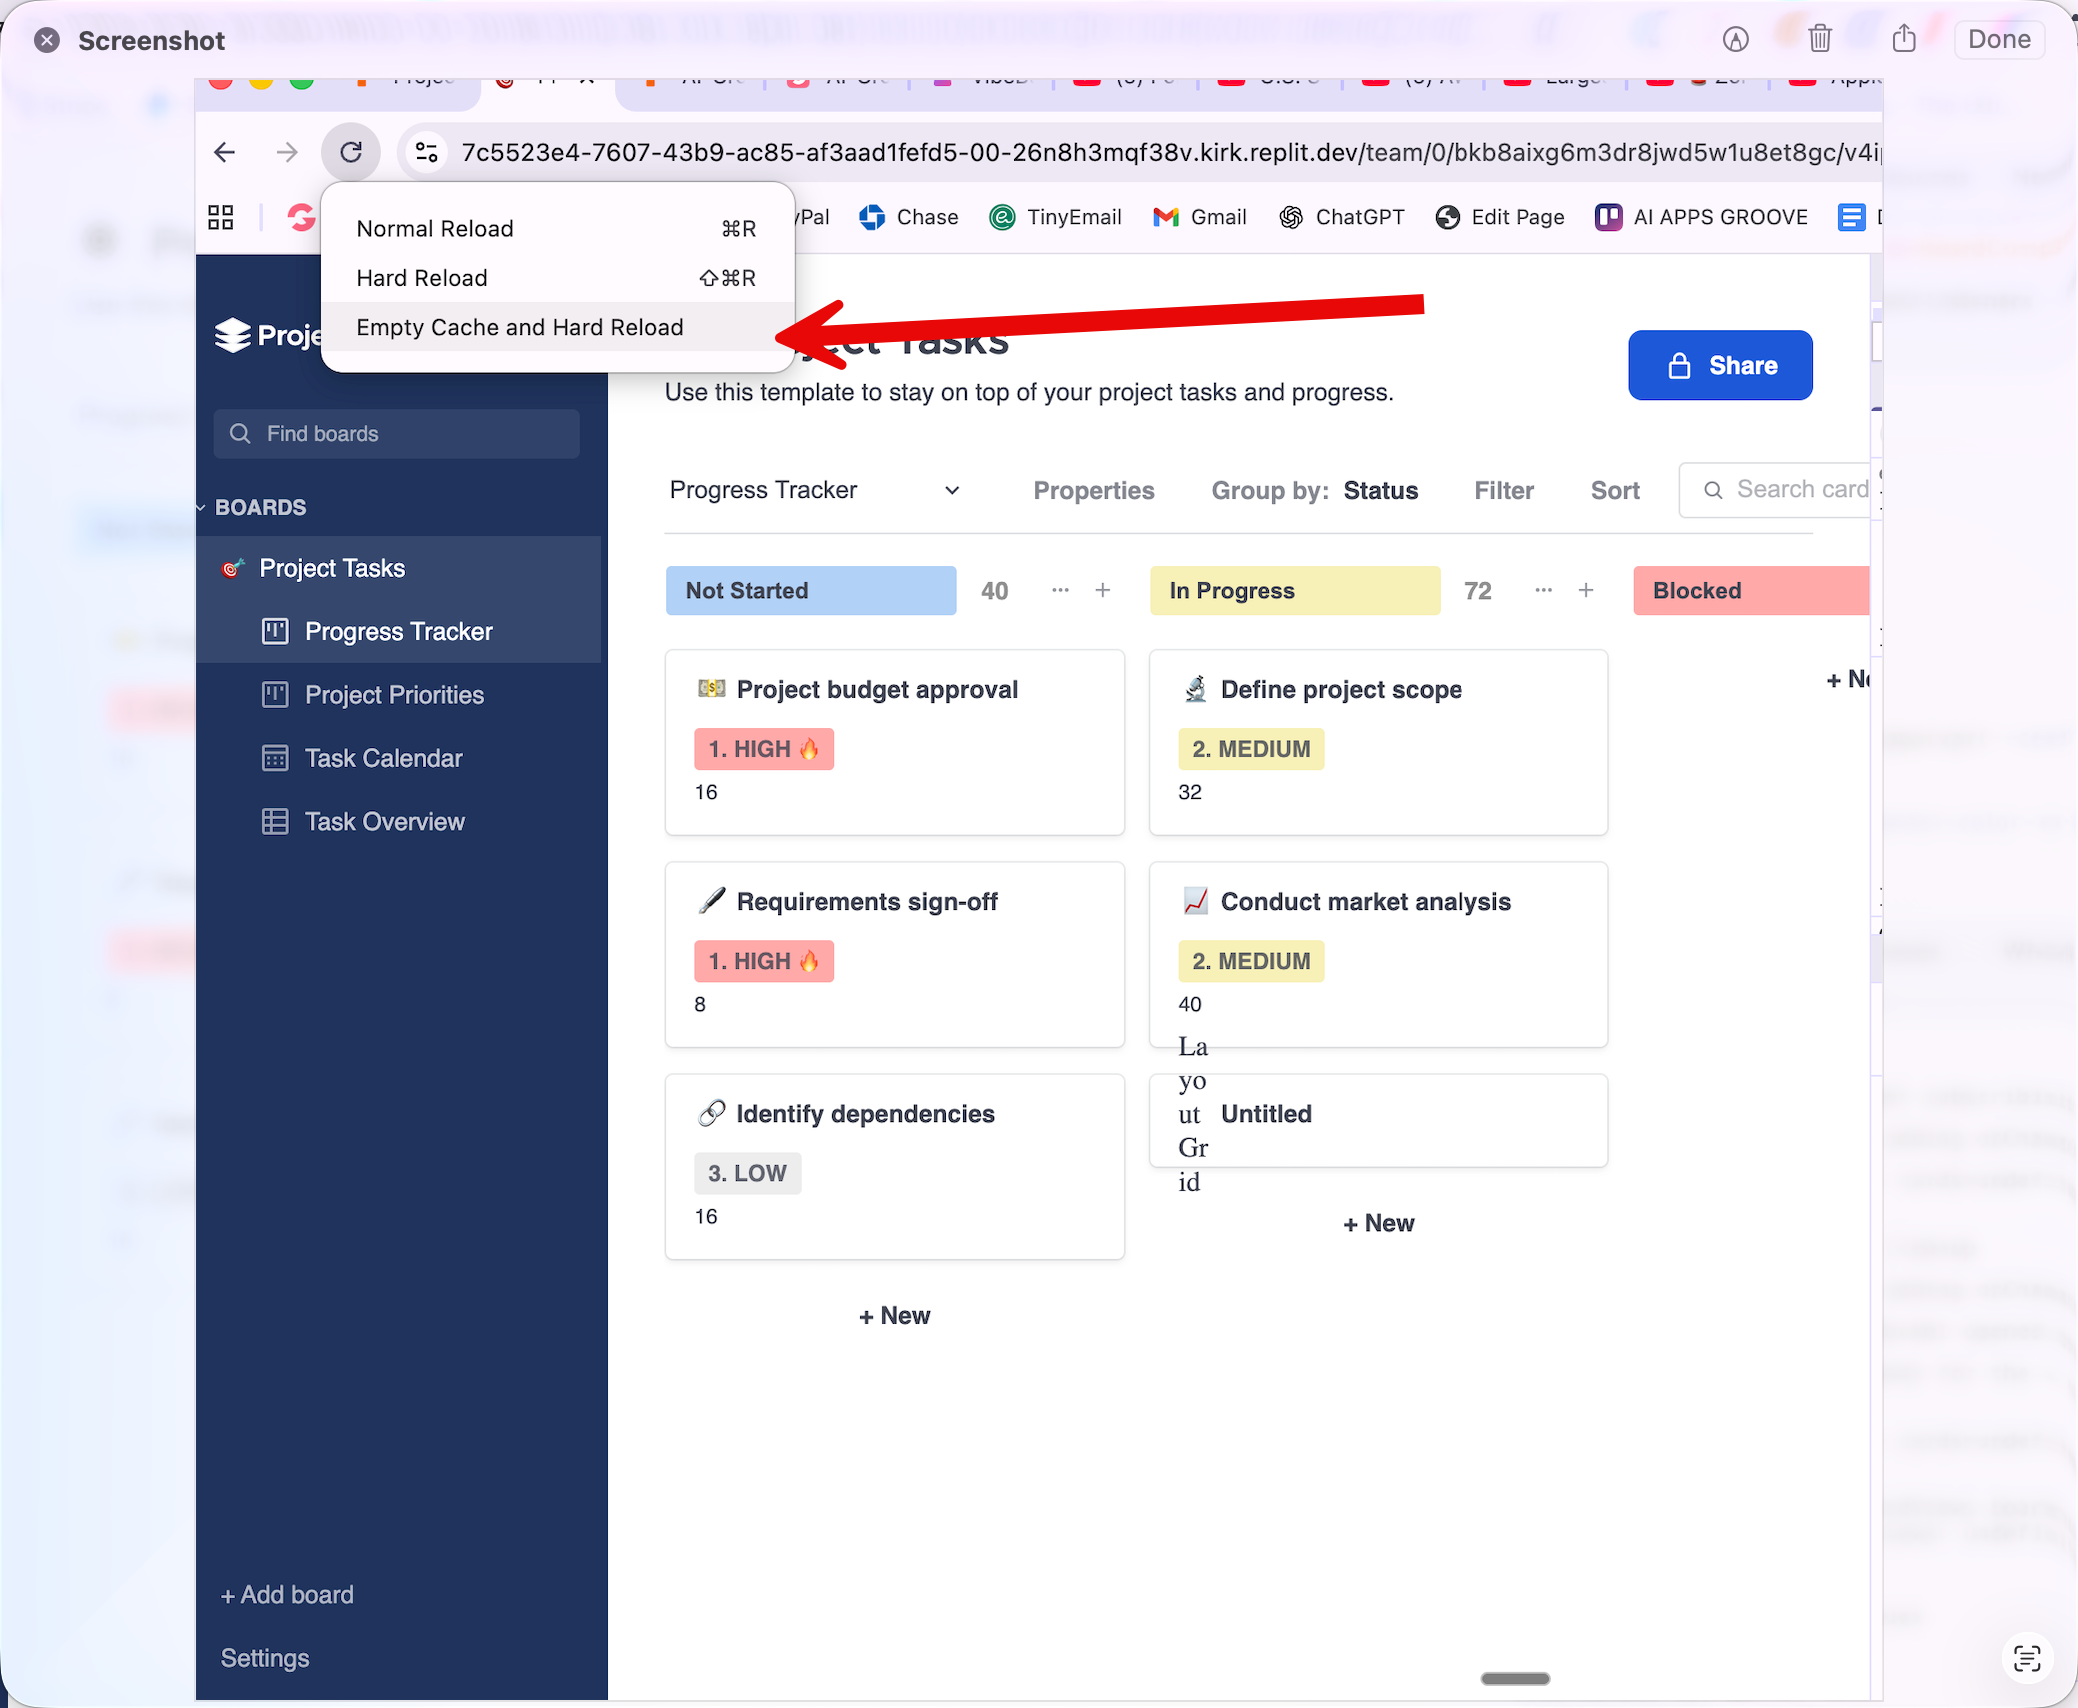 Screenshot
Done
7c5523e4-7607-43b9-ac85-af3aad1fefd5-00-26n8h3mqf38v.kirk.replit.dev/team/0/bkb8aixg6m3dr8jwd5w1u8et8gc/v4i
Normal Reload ⌘R
Hard Reload ⇧⌘R
Empty Cache and Hard Reload
yPal
Chase
TinyEmail
Gmail
ChatGPT
Edit Page
AI APPS GROOVE
Proje
Find boards
BOARDS
Project Tasks
Progress Tracker
Project Priorities
Task Calendar
Task Overview
+ Add board
Settings
Tasks
Use this template to stay on top of your project tasks and progress.
Share
Progress Tracker
Properties
Group by: Status
Filter
Sort
Search card
Not Started 40 ... +
Project budget approval
1. HIGH 🔥
16
Requirements sign-off
1. HIGH 🔥
8
Identify dependencies
3. LOW
16
+ New
In Progress 72 ... +
Define project scope
2. MEDIUM
32
Conduct market analysis
2. MEDIUM
40
La
yo
ut
Gr
id
Untitled
+ New
Blocked
+ Ne